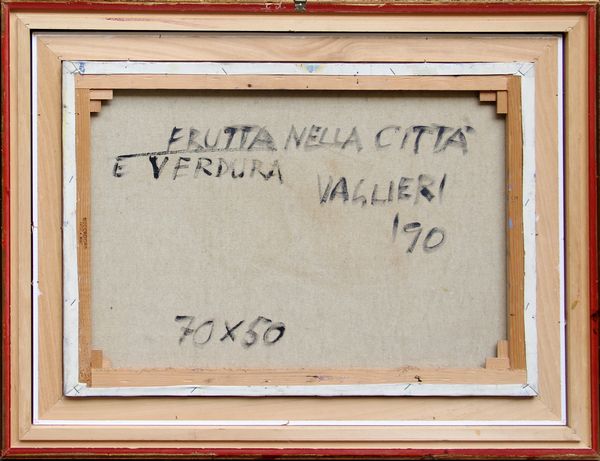 FRUTTA NELLA CITTÀ
E VERDURA
VAGLIERI
'90
70X50